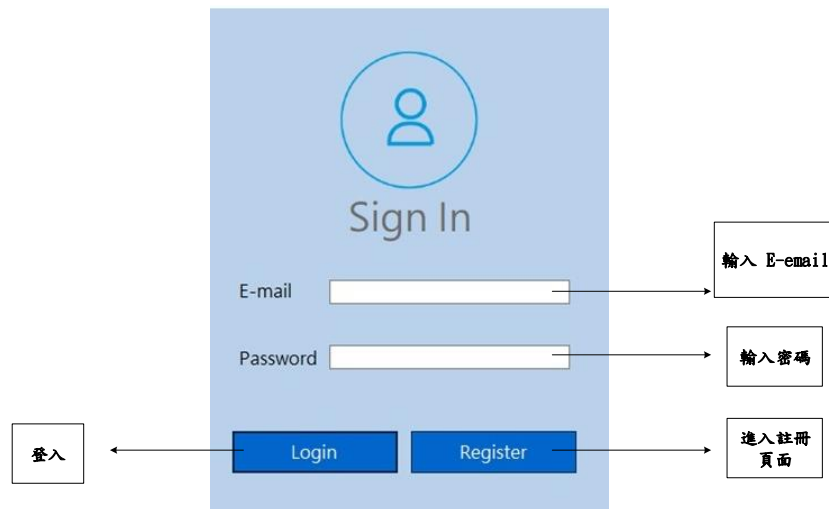 Sign In
E-mail
輸入 E-email
Password
輸入密碼
登入
Login
Register
進入註冊
頁面